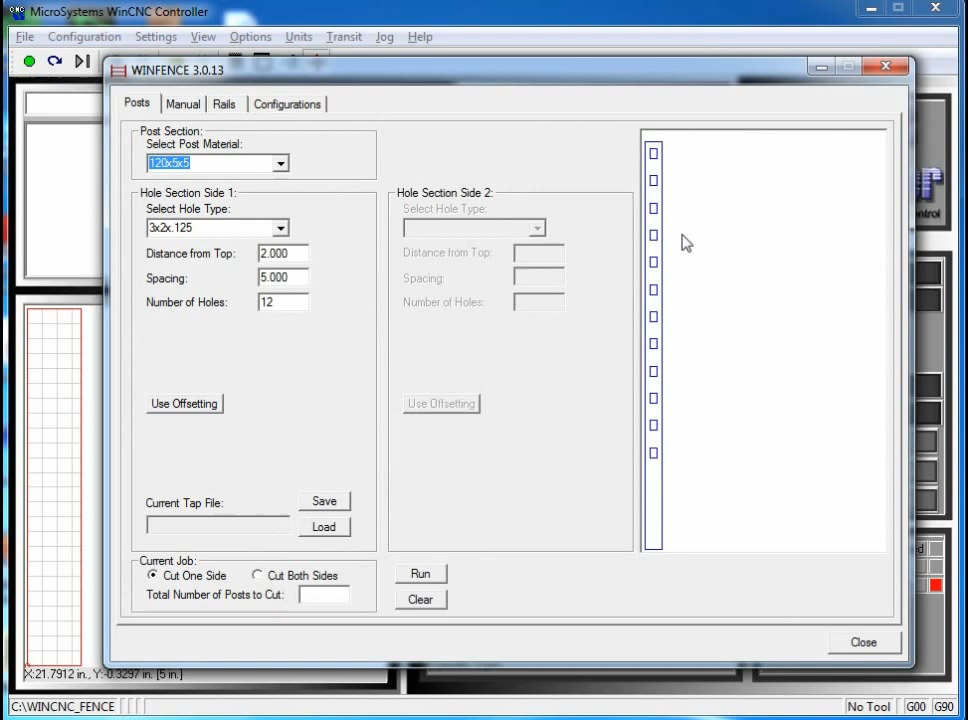 MicroSystems WinCNC Controller
File Configuration Settings View Options Units Transit Jog Help
WINFENCE 3.0.13
Posts Manual Rails Configurations
Post Section:
Select Post Material:
120x5x5
Hole Section Side 1:
Select Hole Type:
3x2x.125
Distance from Top: 2.000
Spacing: 5.000
Number of Holes: 12
Use Offsetting
Current Tap File:
Save
Load
Hole Section Side 2:
Select Hole Type:
Distance from Top:
Spacing:
Number of Holes:
Use Offsetting
Current Job:
Cut One Side Cut Both Sides
Total Number of Posts to Cut:
Run
Clear
Close
X:21.7912 in., Y:-0.3297 in. [5 in.]
C:\WINCNC_FENCE No Tool G00 G90